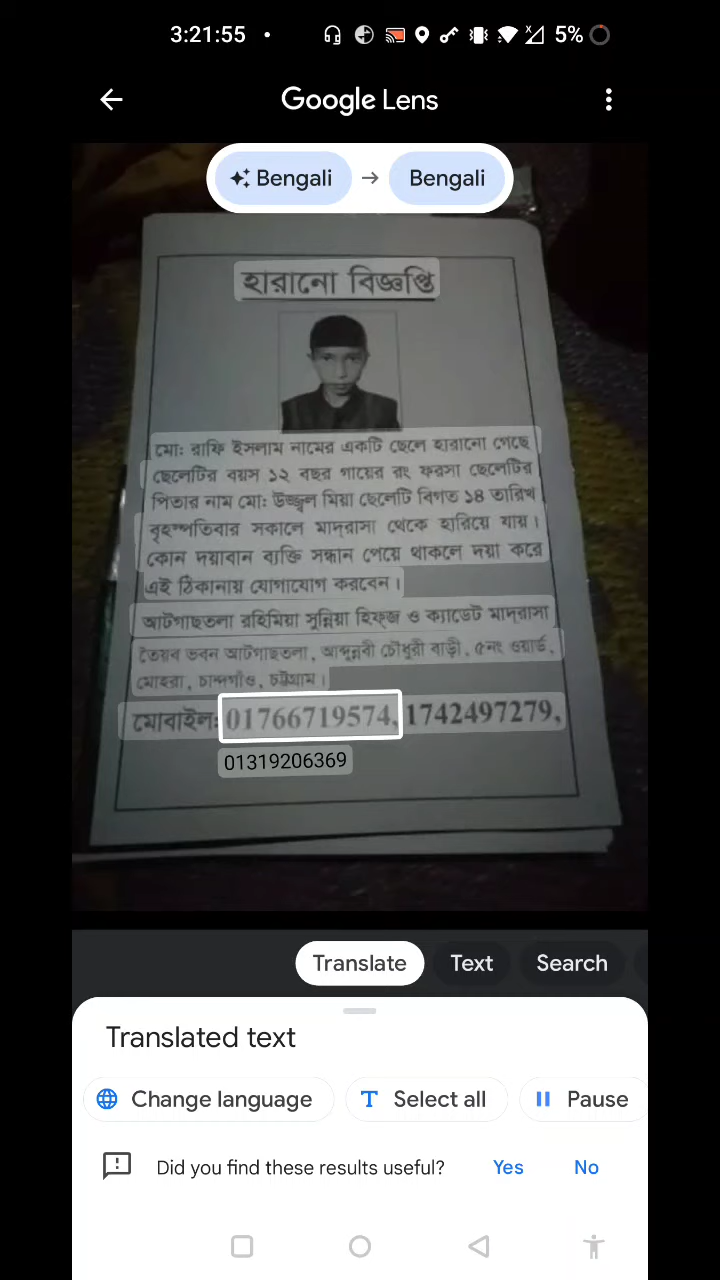 3:21:55 • 5%
Google Lens
Bengali → Bengali
হারানো বিজ্ঞপ্তি
মো: রাফি ইসলাম নামের একটি ছেলে হারানো গেছে
ছেলেটির বয়স ১২ বছর গায়ের রং ফরসা ছেলেটির
পিতার নাম মো: উজ্জ্বল মিয়া ছেলেটি বিগত ১৪ তারিখ
বৃহস্পতিবার সকালে মাদ্রাসা থেকে হারিয়ে যায়।
কোন দয়াবান ব্যক্তি সন্ধান পেয়ে থাকলে দয়া করে
এই ঠিকানায় যোগাযোগ করবেন।
আটগাছতলা রহিমিয়া সুন্নিয়া হিফ্জ ও ক্যাডেট মাদ্রাসা
তৈয়ব ভবন আটগাছতলা, আব্দুন্নবী চৌধুরী বাড়ী, ৫নং ওয়ার্ড,
মোহরা, চান্দগাঁও, চট্টগ্রাম।
মোবাইল: 01766719574, 1742497279,
01319206369
Translate Text Search
Translated text
Change language Select all Pause
Did you find these results useful? Yes No